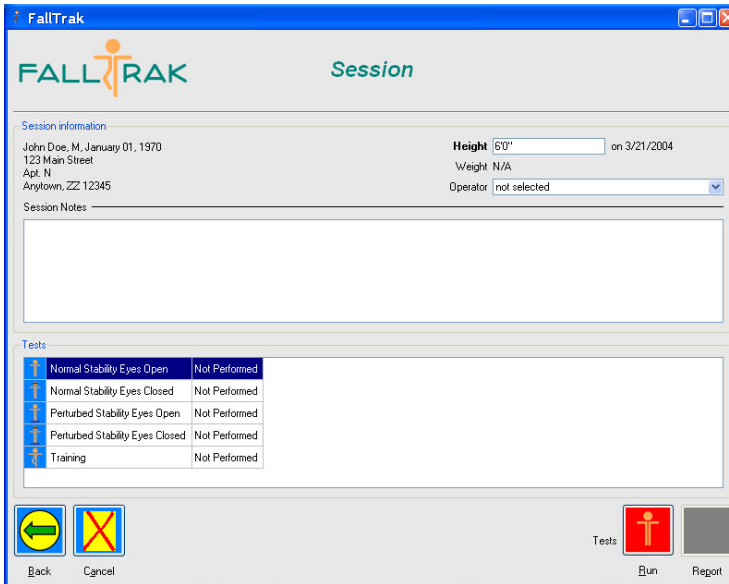 FallTrak
FALLTRAK
Session
Session information
John Doe, M, January 01, 1970
123 Main Street
Apt. N
Anytown, ZZ 12345
Height 6'0" on 3/21/2004
Weight N/A
Operator not selected
Session Notes
Tests
Normal Stability Eyes Open Not Performed
Normal Stability Eyes Closed Not Performed
Perturbed Stability Eyes Open Not Performed
Perturbed Stability Eyes Closed Not Performed
Training Not Performed
Tests
Back Cancel Run Report